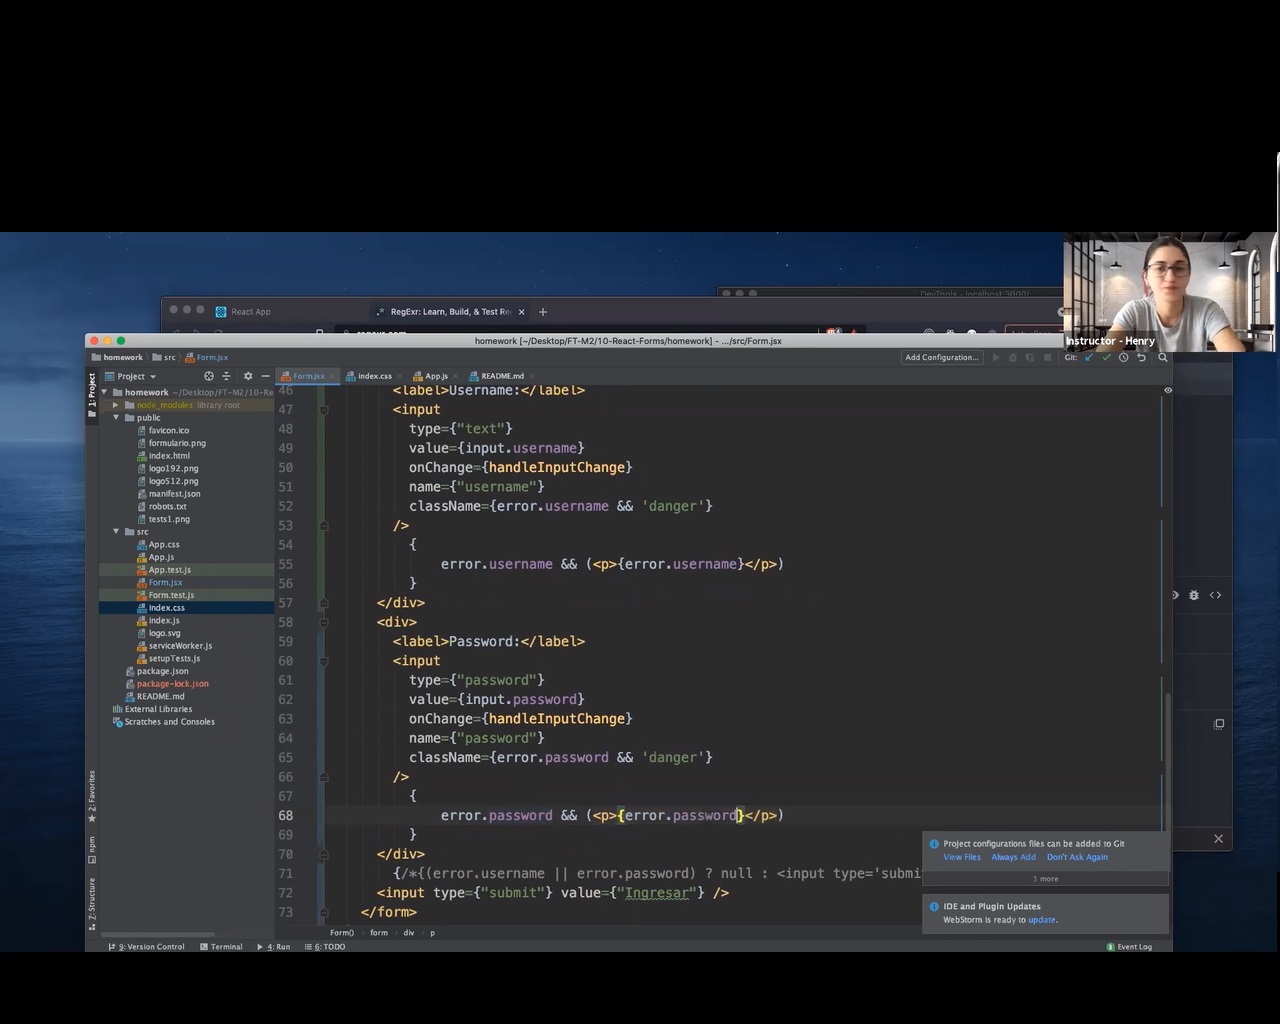 DevTools - localhost:3000/
React App
RegExr: Learn, Build, & Test Re
Instructor - Henry
homework [~/Desktop/FT-M2/10-React-Forms/homework] - .../src/Form.jsx
homework
src
Form.jsx
Add Configuration...
Git:
Project
Form.jsx
index.css
App.js
README.md
1: Project
homework ~/Desktop/FT-M2/10-Re
node_modules library root
public
favicon.ico
formulario.png
index.html
logo192.png
logo512.png
manifest.json
robots.txt
tests1.png
src
App.css
App.js
App.test.js
Form.jsx
Form.test.js
index.css
index.js
logo.svg
serviceWorker.js
setupTests.js
package.json
package-lock.json
README.md
External Libraries
Scratches and Consoles
2: Favorites
npm
Z: Structure
46 <label>Username:</label>
47 <input
48 type={"text"}
49 value={input.username}
50 onChange={handleInputChange}
51 name={"username"}
52 className={error.username && 'danger'}
53 />
54 {
55 error.username && (<p>{error.username}</p>)
56 }
57 </div>
58 <div>
59 <label>Password:</label>
60 <input
61 type={"password"}
62 value={input.password}
63 onChange={handleInputChange}
64 name={"password"}
65 className={error.password && 'danger'}
66 />
67 {
68 error.password && (<p>{error.password}</p>)
69 }
70 </div>
71 {/*{(error.username || error.password) ? null : <input type='submi
72 <input type={"submit"} value={"Ingresar"} />
73 </form>
Project configurations files can be added to Git
View Files Always Add Don't Ask Again
1 more
IDE and Plugin Updates
WebStorm is ready to update.
Form() form div p
9: Version Control
Terminal
4: Run
6: TODO
Event Log